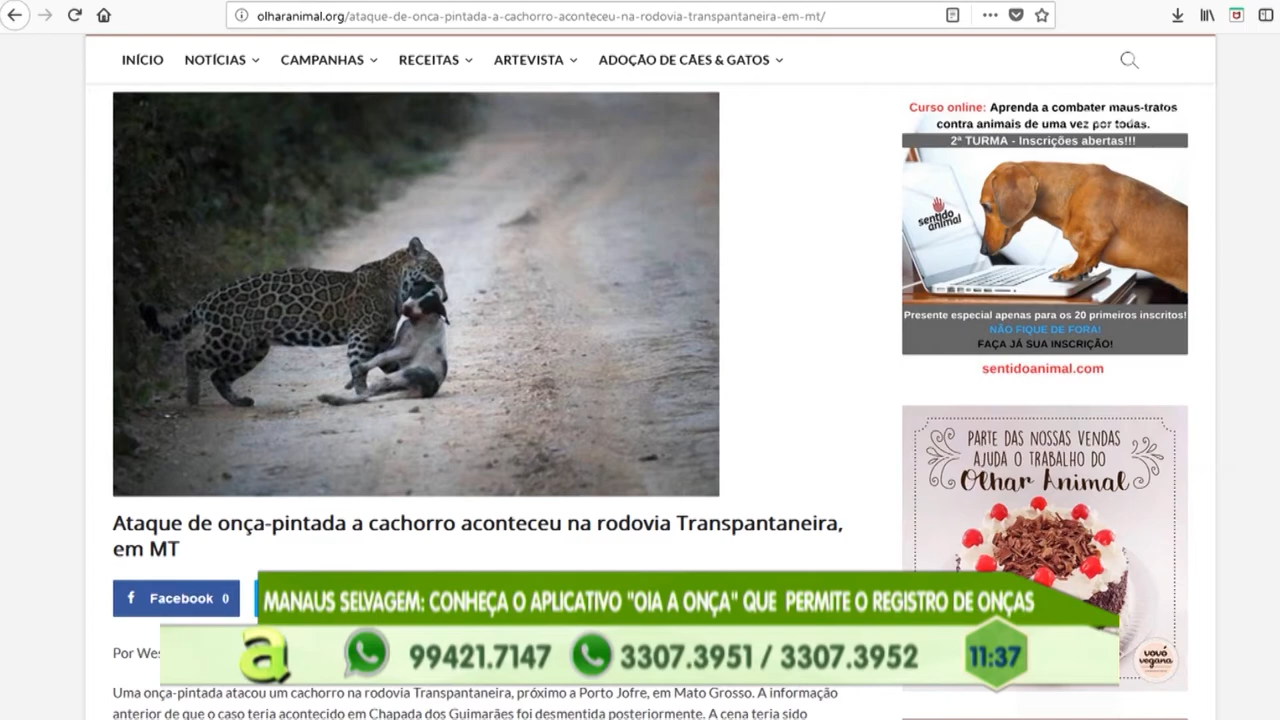 olharanimal.org/ataque-de-onca-pintada-a-cachorro-aconteceu-na-rodovia-transpantaneira-em-mt/
INÍCIO NOTÍCIAS CAMPANHAS RECEITAS ARTEVISTA ADOÇÃO DE CÃES & GATOS
Curso online: Aprenda a combater maus-tratos
contra animais de uma vez por todas.
2ª TURMA - Inscrições abertas!!!
sentido
animal
Presente especial apenas para os 20 primeiros inscritos!
NÃO FIQUE DE FORA!
FAÇA JÁ SUA INSCRIÇÃO!
sentidoanimal.com
PARTE DAS NOSSAS VENDAS
AJUDA O TRABALHO DO
Olhar Animal
vovó
vegana
Ataque de onça-pintada a cachorro aconteceu na rodovia Transpantaneira,
em MT
f Facebook 0
MANAUS SELVAGEM: CONHEÇA O APLICATIVO "OIA A ONÇA" QUE PERMITE O REGISTRO DE ONÇAS
Por
a 99421.7147 3307.3951 / 3307.3952 11:37
Uma onça-pintada atacou um cachorro na rodovia Transpantaneira, próximo a Porto Jofre, em Mato Grosso. A informação
anterior de que o caso teria acontecido em Chapada dos Guimarães foi desmentida posteriormente. A cena teria sido